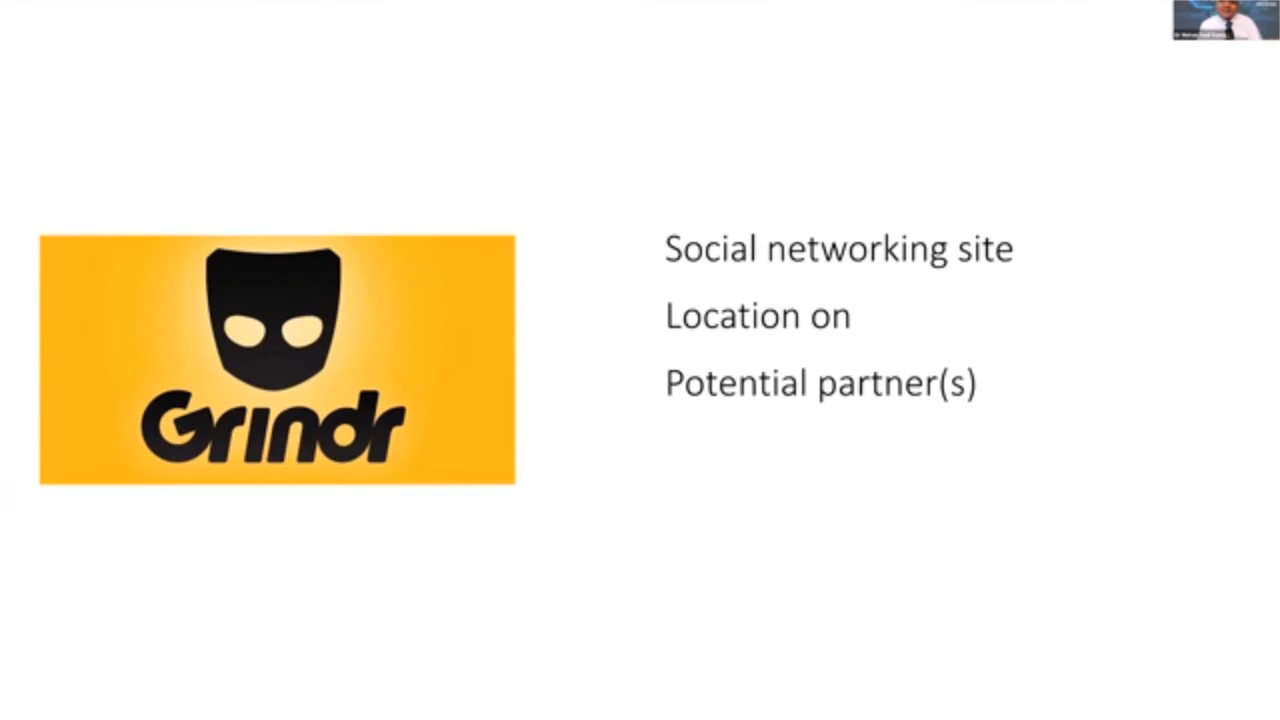 Social networking site
Location on
Potential partner(s)
Grindr